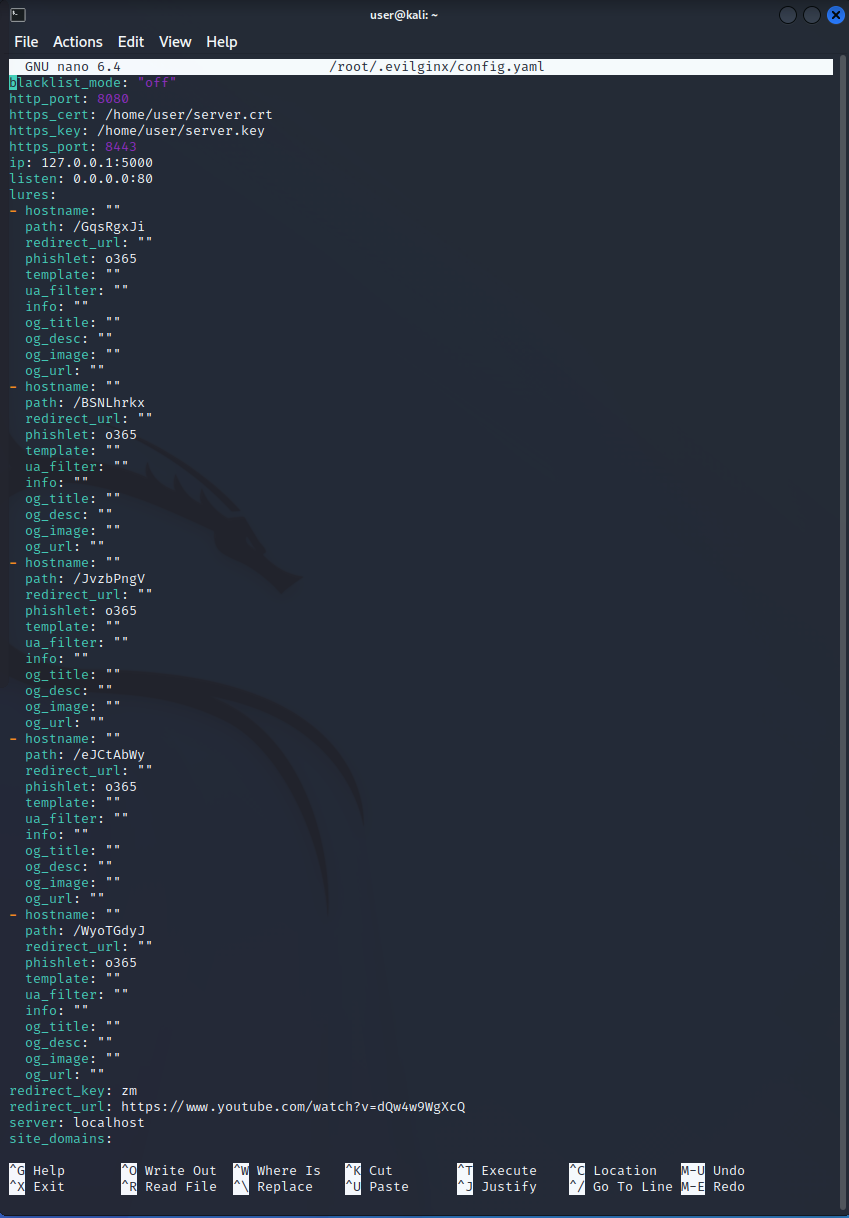 user@kali: ~
File Actions Edit View Help
GNU nano 6.4 /root/.evilginx/config.yaml
blacklist_mode: "off"
http_port: 8080
https_cert: /home/user/server.crt
https_key: /home/user/server.key
https_port: 8443
ip: 127.0.0.1:5000
listen: 0.0.0.0:80
lures:
- hostname: ""
  path: /GqsRgxJi
  redirect_url: ""
  phishlet: o365
  template: ""
  ua_filter: ""
  info: ""
  og_title: ""
  og_desc: ""
  og_image: ""
  og_url: ""
- hostname: ""
  path: /BSNLhrkx
  redirect_url: ""
  phishlet: o365
  template: ""
  ua_filter: ""
  info: ""
  og_title: ""
  og_desc: ""
  og_image: ""
  og_url: ""
- hostname: ""
  path: /JvzbPngV
  redirect_url: ""
  phishlet: o365
  template: ""
  ua_filter: ""
  info: ""
  og_title: ""
  og_desc: ""
  og_image: ""
  og_url: ""
- hostname: ""
  path: /eJCtAbWy
  redirect_url: ""
  phishlet: o365
  template: ""
  ua_filter: ""
  info: ""
  og_title: ""
  og_desc: ""
  og_image: ""
  og_url: ""
- hostname: ""
  path: /WyoTGdyJ
  redirect_url: ""
  phishlet: o365
  template: ""
  ua_filter: ""
  info: ""
  og_title: ""
  og_desc: ""
  og_image: ""
  og_url: ""
redirect_key: zm
redirect_url: https://www.youtube.com/watch?v=dQw4w9WgXcQ
server: localhost
site_domains:
^G Help ^O Write Out ^W Where Is ^K Cut ^T Execute ^C Location M-U Undo
^X Exit ^R Read File ^\ Replace ^U Paste ^J Justify ^/ Go To Line M-E Redo